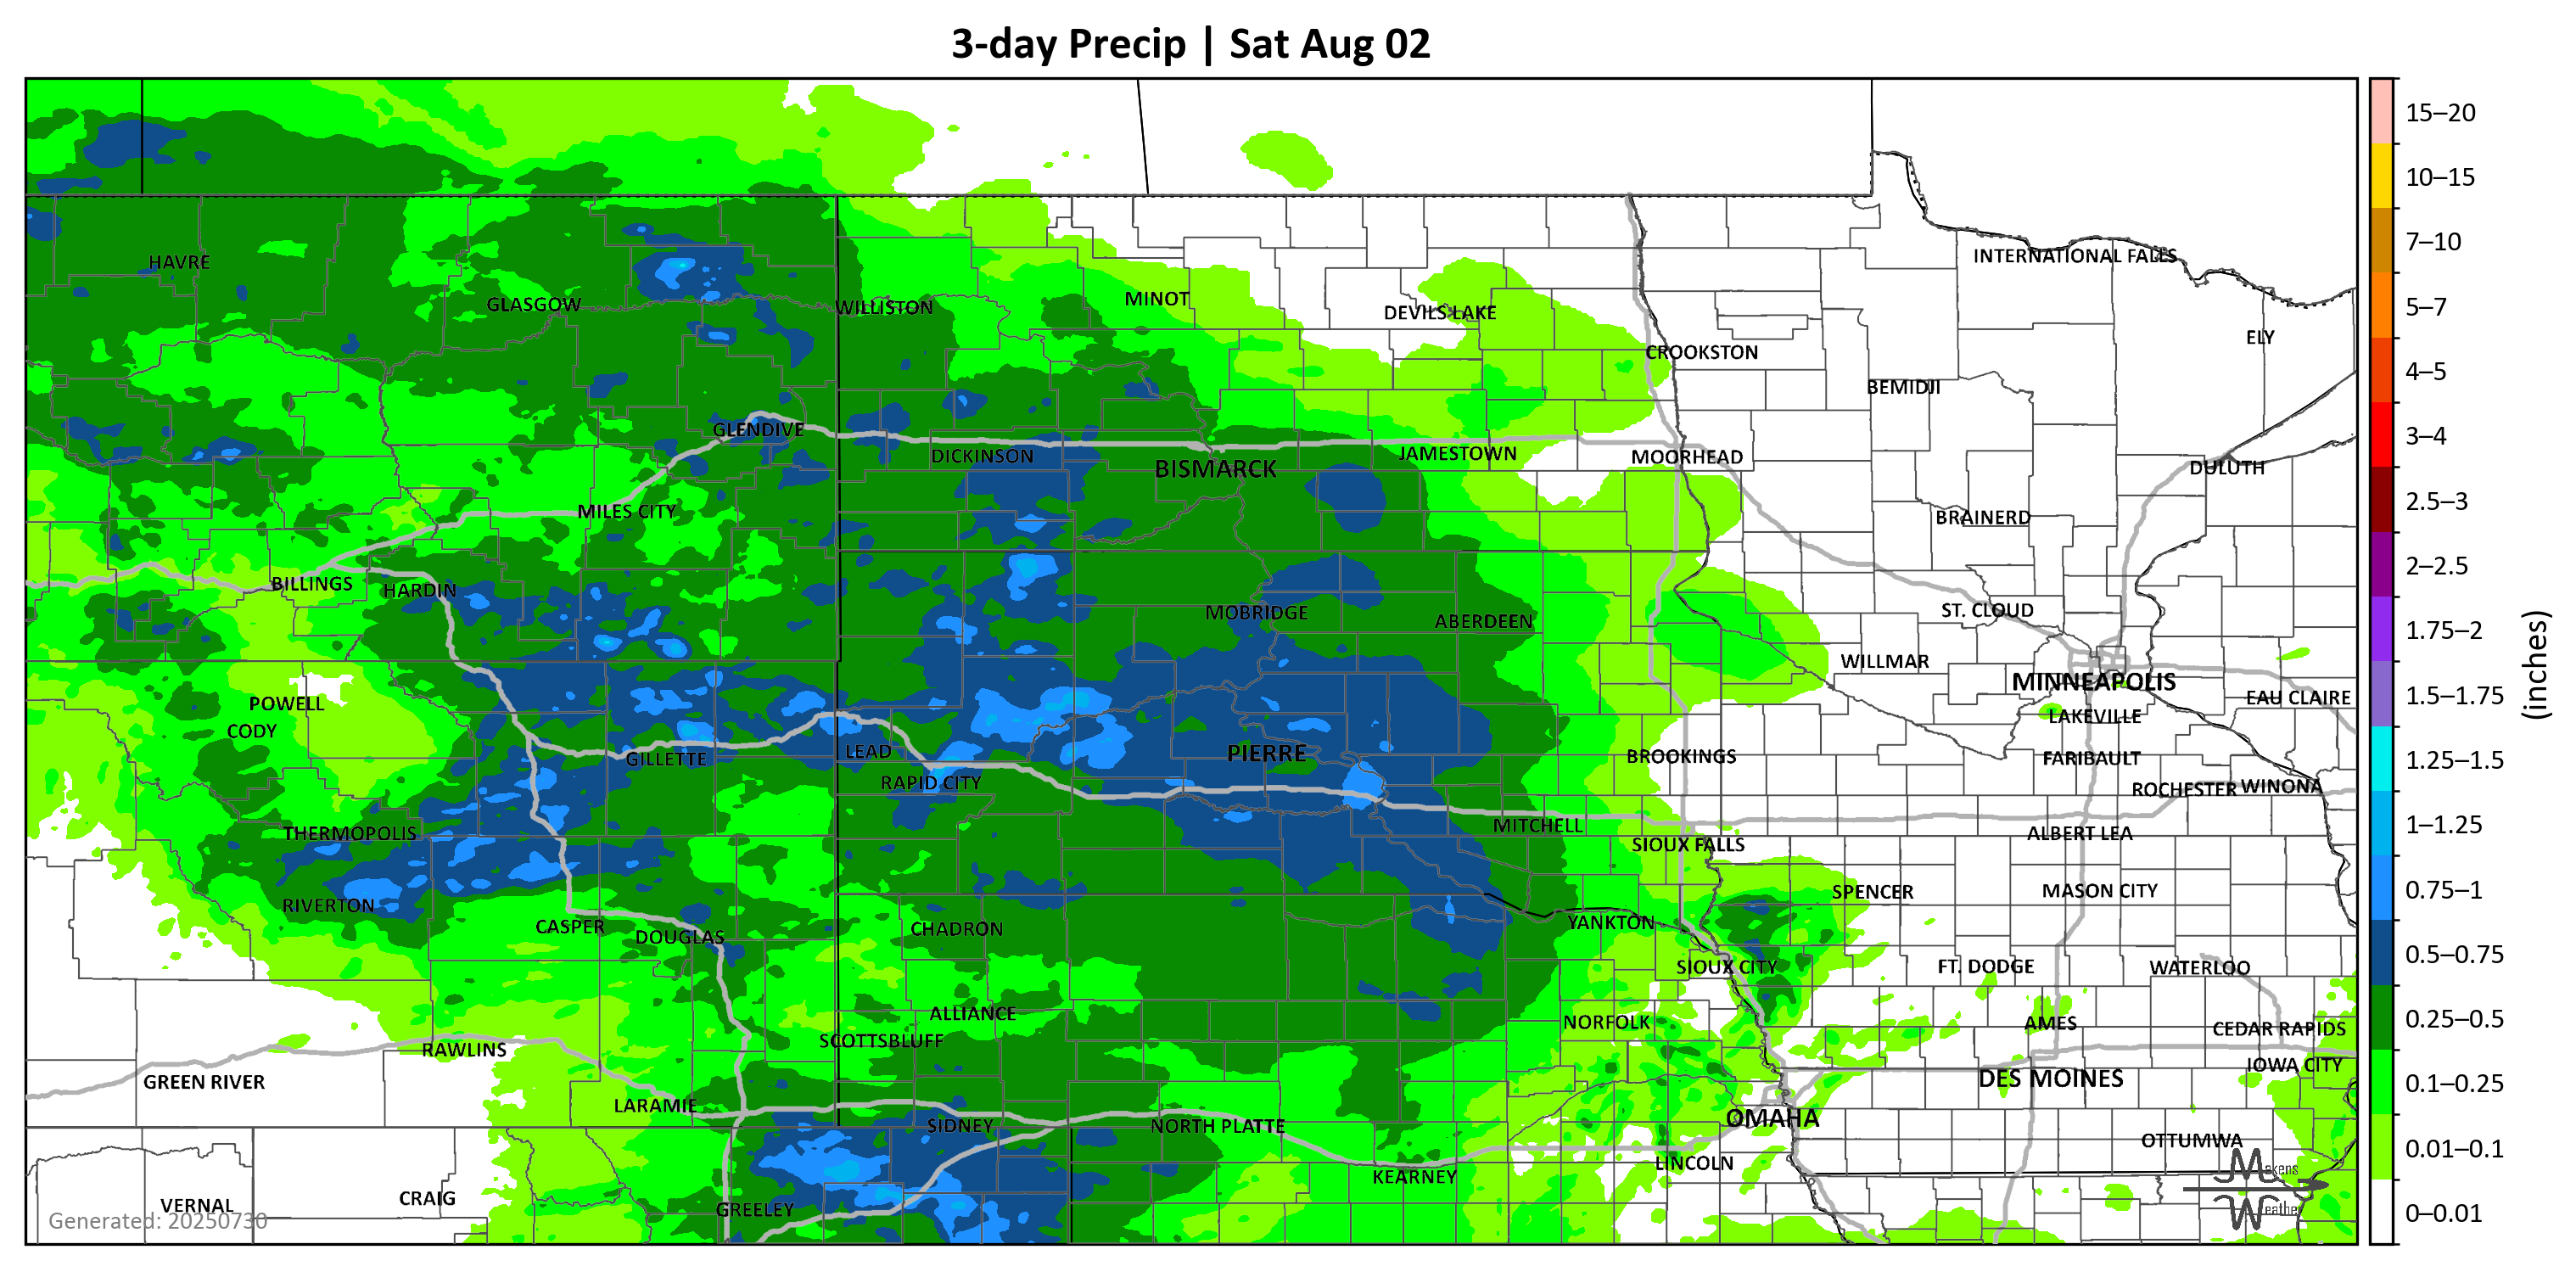 3-day Precip | Sat Aug 02
15–20
10–15
7–10
INTERNATIONAL FALLS
HAVRE
MINOT
GLASGOW
WILLISTON
DEVILS LAKE
5–7
ELY
CROOKSTON
4–5
BEMIDJI
GLENDIVE
3–4
DICKINSON
JAMESTOWN
MOORHEAD
BISMARCK
DULUTH
2.5–3
MILES CITY
BRAINERD
2–2.5
BILLINGS
HARDIN
MOBRIDGE
ABERDEEN
ST. CLOUD
1.75–2
WILLMAR
(inches)
MINNEAPOLIS
1.5–1.75
EAU CLAIRE
POWELL
LAKEVILLE
CODY
LEAD
PIERRE
BROOKINGS
GILLETTE
FARIBAULT
1.25–1.5
RAPID CITY
ROCHESTER
WINONA
THERMOPOLIS
MITCHELL
ALBERT LEA
1–1.25
SIOUX FALLS
SPENCER
MASON CITY
0.75–1
RIVERTON
CASPER
CHADRON
YANKTON
DOUGLAS
0.5–0.75
SIOUX CITY
FT. DODGE
WATERLOO
ALLIANCE
NORFOLK
AMES
0.25–0.5
CEDAR RAPIDS
SCOTTSBLUFF
RAWLINS
IOWA CITY
GREEN RIVER
DES MOINES
0.1–0.25
LARAMIE
SIDNEY
NORTH PLATTE
OMAHA
OTTUMWA
0.01–0.1
LINCOLN
KEARNEY
Makens
VERNAL
CRAIG
GREELEY
Weather
Generated: 20250730
0–0.01